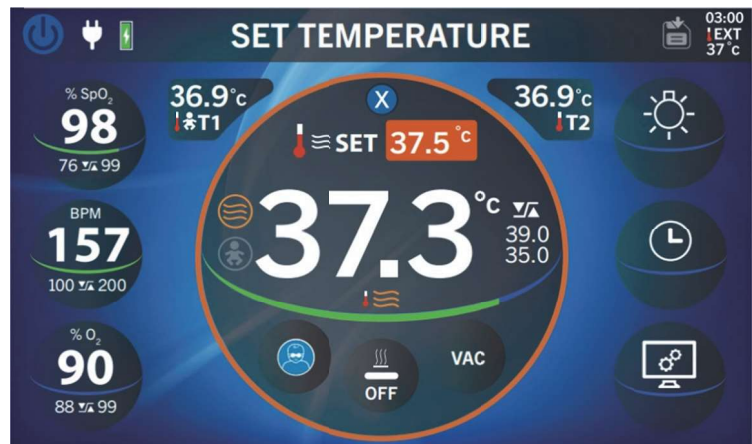 SET TEMPERATURE
03:00
EXT
37 °c
% SpO₂
98
76 99
BPM
157
100 200
% O₂
90
88 99
36.9°c
T1
X
36.9°c
T2
SET 37.5 °c
37.3°c
39.0
35.0
OFF
VAC